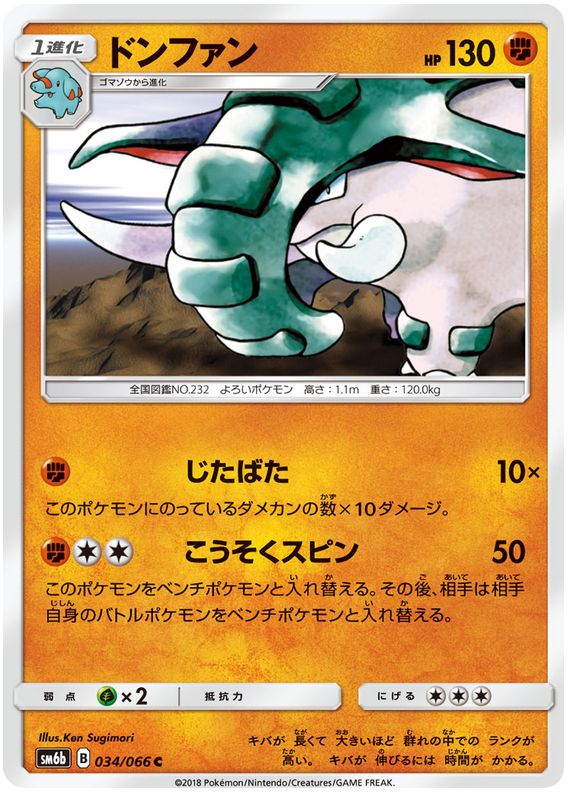 1進化 ドンファン HP 130
ゴマゾウから進化
全国図鑑NO.232 よろいポケモン 高さ：1.1m 重さ：120.0kg
じたばた 10×
このポケモンにのっているダメカンの数×10ダメージ。
こうそくスピン 50
このポケモンをベンチポケモンと入れ替える。その後、相手は相手
自身のバトルポケモンをベンチポケモンと入れ替える。
弱点 ×2 抵抗力 にげる
Illus.Ken Sugimori
sm6b B 034/066 C
キバが 長くて 大きいほど 群れの中での ランクが
高い。 キバが 伸びるには 時間が かかる。
©2018 Pokémon/Nintendo/Creatures/GAME FREAK.